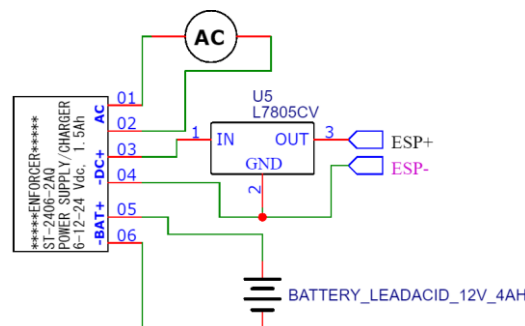 AC
*****ENFORCER*****
ST-2406-2AQ
POWER SUPPLY/CHARGER
6-12-24 Vdc, 1.5Ah
AC
-DC+
-BAT+
01
02
03
04
05
06
U5
L7805CV
1
IN
OUT
3
GND
2
ESP+
ESP-
BATTERY_LEADACID_12V_4AH